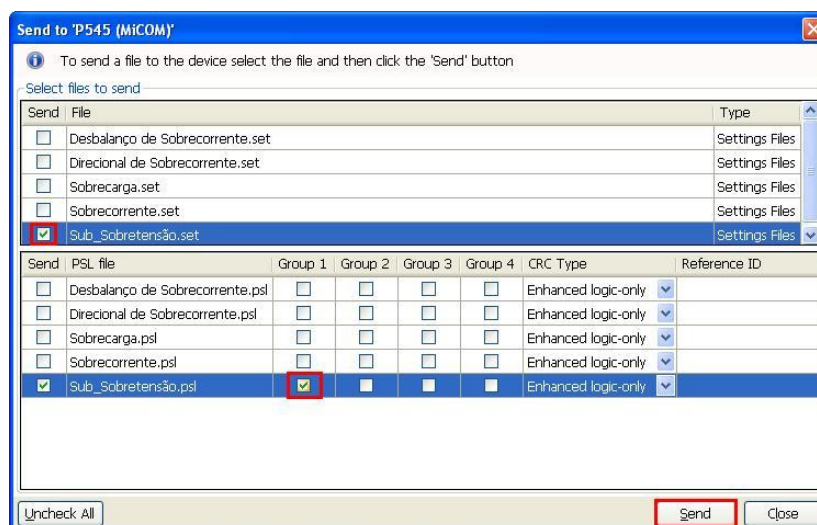 Send to 'P545 (MiCOM)'
To send a file to the device select the file and then click the 'Send' button
Select files to send
Send File Type
Desbalanço de Sobrecorrente.set Settings Files
Direcional de Sobrecorrente.set Settings Files
Sobrecarga.set Settings Files
Sobrecorrente.set Settings Files
Sub_Sobretensão.set Settings Files
Send PSL file Group 1 Group 2 Group 3 Group 4 CRC Type Reference ID
Desbalanço de Sobrecorrente.psl Enhanced logic-only
Direcional de Sobrecorrente.psl Enhanced logic-only
Sobrecarga.psl Enhanced logic-only
Sobrecorrente.psl Enhanced logic-only
Sub_Sobretensão.psl Enhanced logic-only
Uncheck All Send Close